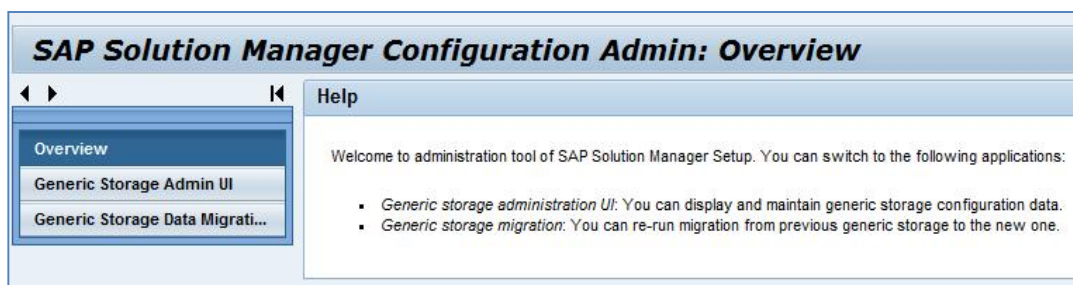 SAP Solution Manager Configuration Admin: Overview
Help
Overview
Generic Storage Admin UI
Generic Storage Data Migrati...
Welcome to administration tool of SAP Solution Manager Setup. You can switch to the following applications:
Generic storage administration UI: You can display and maintain generic storage configuration data.
Generic storage migration: You can re-run migration from previous generic storage to the new one.